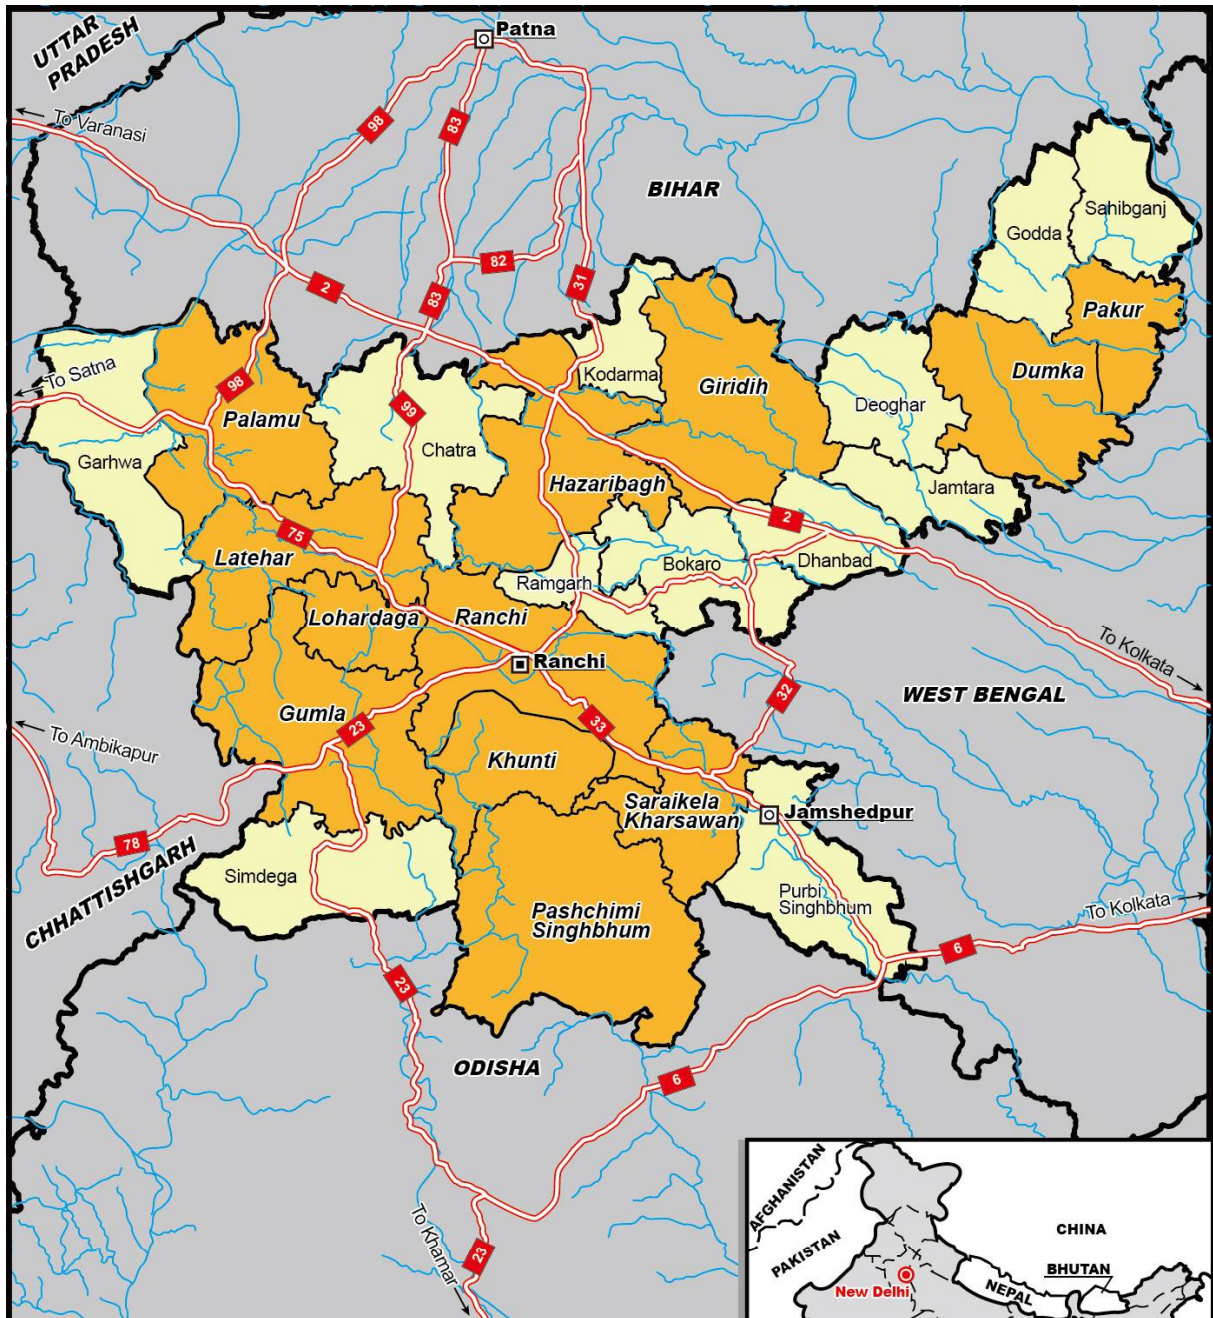 UTTAR
PRADESH
Patna
To Varanasi
98
83
BIHAR
Sahibganj
Godda
82
2
83
31
Pakur
To Satna
98
Kodarma
Giridih
Dumka
Palamu
99
Deoghar
Garhwa
Chatra
Hazaribagh
Jamtara
2
75
Latehar
Ramgarh
Bokaro
Dhanbad
Lohardaga
Ranchi
To Kolkata
Ranchi
WEST BENGAL
32
Gumla
23
33
To Ambikapur
Khunti
Saraikela
Kharsawan
Jamshedpur
78
CHHATTISHGARH
Simdega
Purbi
Singhbhum
To Kolkata
Pashchimi
Singhbhum
6
23
ODISHA
6
To Khamar
23
AFGHANISTAN
PAKISTAN
CHINA
BHUTAN
NEPAL
New Delhi